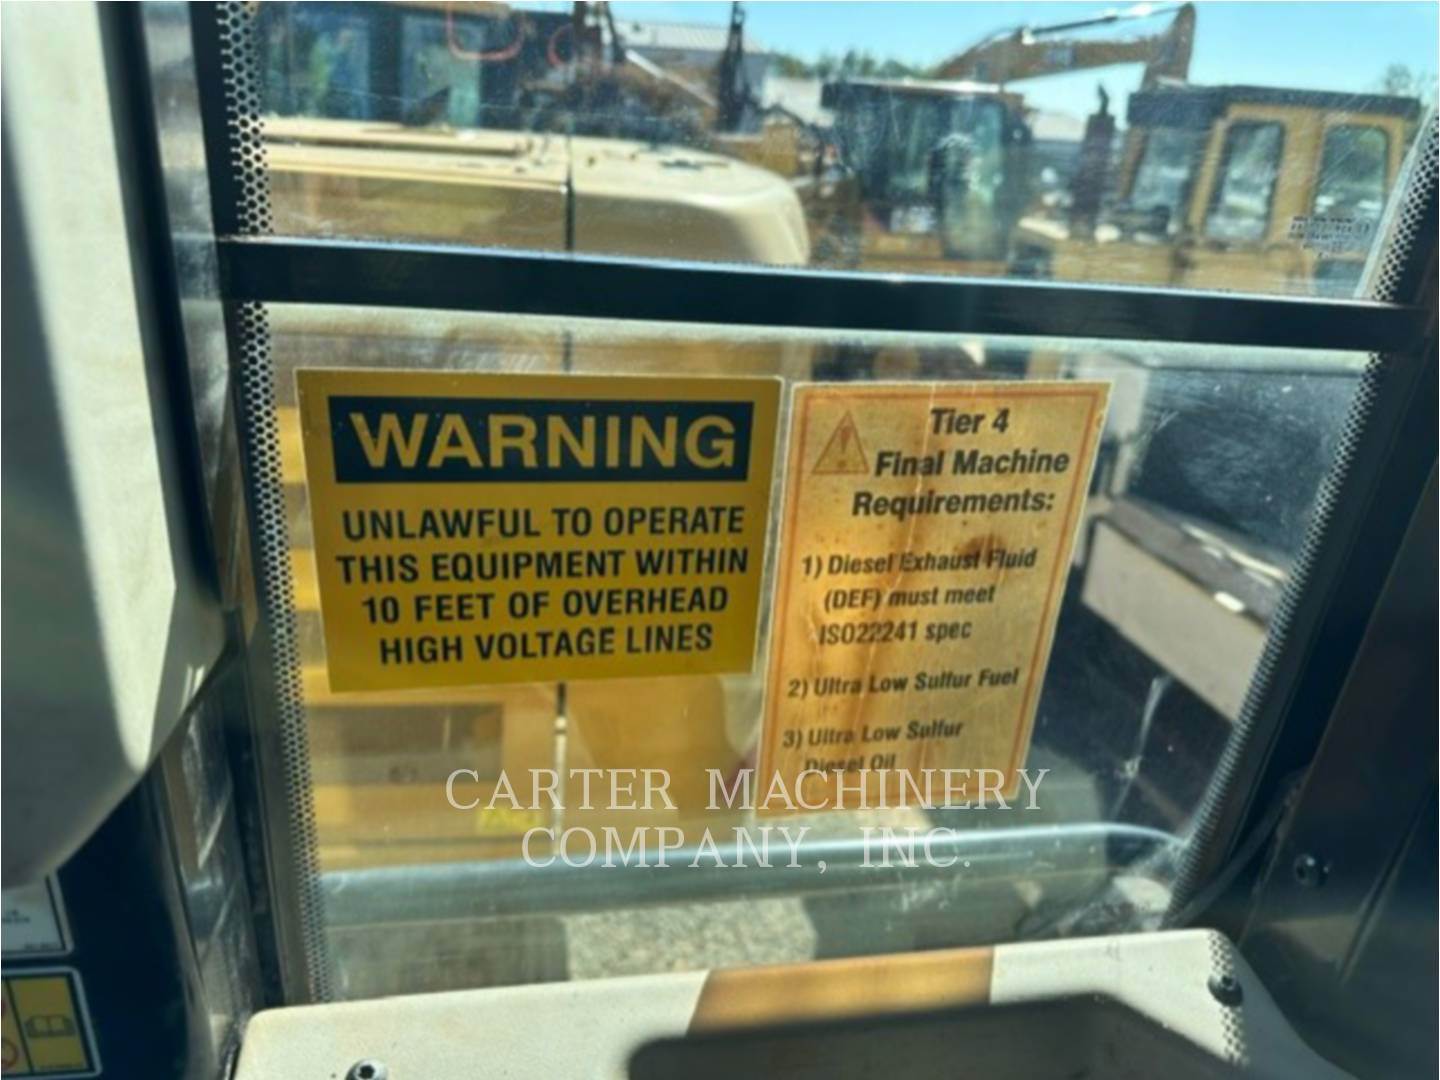 WARNING
UNLAWFUL TO OPERATE
THIS EQUIPMENT WITHIN
10 FEET OF OVERHEAD
HIGH VOLTAGE LINES
Tier 4
Final Machine
Requirements:
1) Diesel Exhaust Fluid
(DEF) must meet
ISO22241 spec
2) Ultra Low Sulfur Fuel
3) Ultra Low Sulfur
Diesel Oil
CARTER MACHINERY
COMPANY, INC.